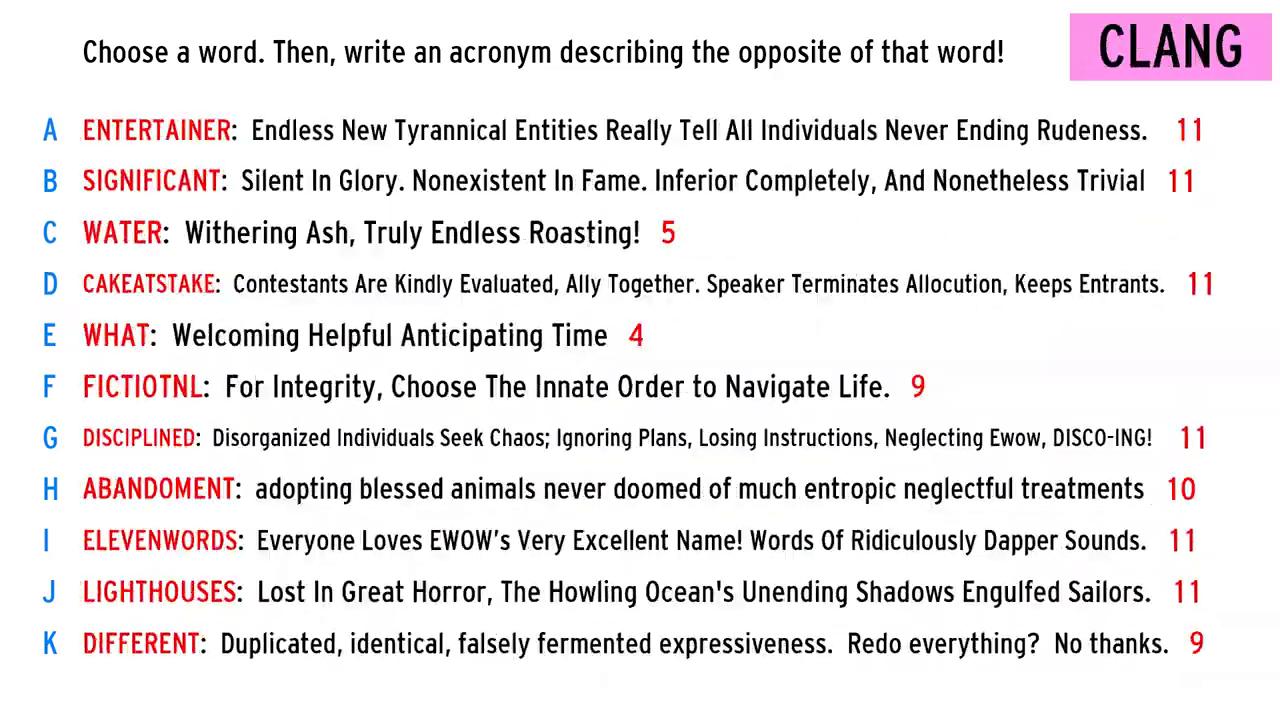 Choose a word. Then, write an acronym describing the opposite of that word!
CLANG
A ENTERTAINER: Endless New Tyrannical Entities Really Tell All Individuals Never Ending Rudeness. 11
B SIGNIFICANT: Silent In Glory. Nonexistent In Fame. Inferior Completely, And Nonetheless Trivial 11
C WATER: Withering Ash, Truly Endless Roasting! 5
D CAKEATSTAKE: Contestants Are Kindly Evaluated, Ally Together. Speaker Terminates Allocution, Keeps Entrants. 11
E WHAT: Welcoming Helpful Anticipating Time 4
F FICTIOTNL: For Integrity, Choose The Innate Order to Navigate Life. 9
G DISCIPLINED: Disorganized Individuals Seek Chaos; Ignoring Plans, Losing Instructions, Neglecting Ewow, DISCO-ING! 11
H ABANDOMENT: adopting blessed animals never doomed of much entropic neglectful treatments 10
I ELEVENWORDS: Everyone Loves EWOW's Very Excellent Name! Words Of Ridiculously Dapper Sounds. 11
J LIGHTHOUSES: Lost In Great Horror, The Howling Ocean's Unending Shadows Engulfed Sailors. 11
K DIFFERENT: Duplicated, identical, falsely fermented expressiveness. Redo everything? No thanks. 9